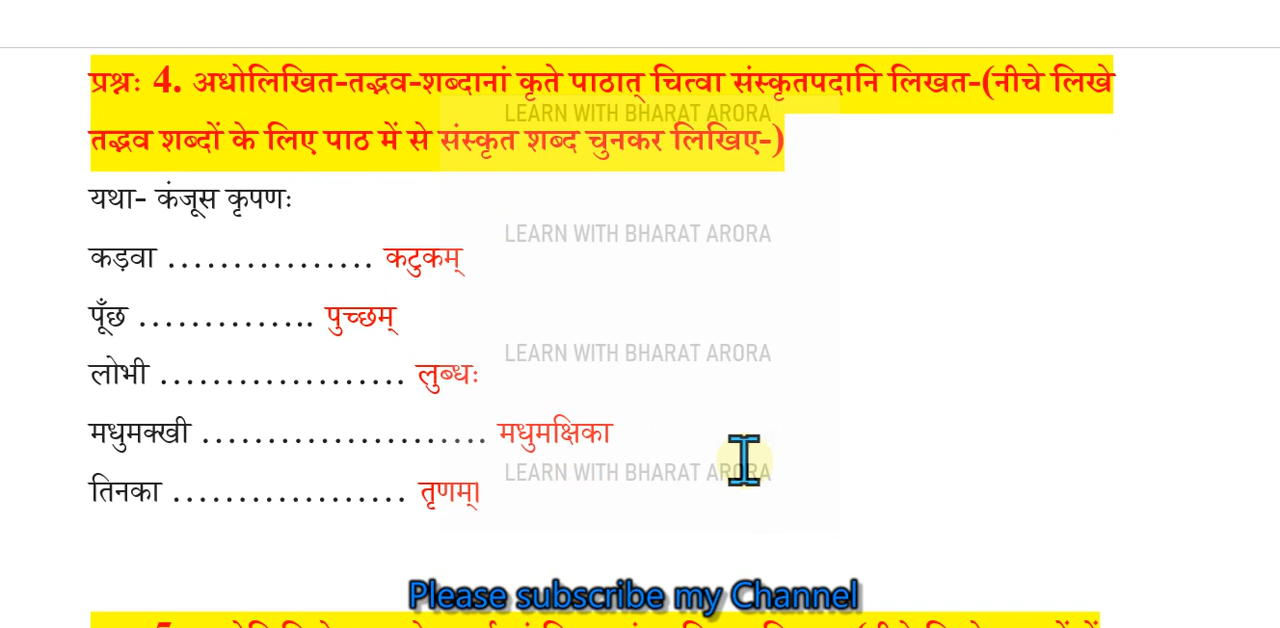 प्रश्नः 4. अधोलिखित-तद्भव-शब्दानां कृते पाठात् चित्वा संस्कृतपदानि लिखत-(नीचे लिखे
LEARN WITH BHARAT ARORA
तद्भव शब्दों के लिए पाठ में से संस्कृत शब्द चुनकर लिखिए-)
यथा- कंजूस कृपणः
LEARN WITH BHARAT ARORA
कड़वा ................ कटुकम्
पूँछ .............. पुच्छम्
LEARN WITH BHARAT ARORA
लोभी ................... लुब्धः
मधुमक्खी ...................... मधुमक्षिका
LEARN WITH BHARAT ARORA
तिनका .................. तृणम्।
Please subscribe my Channel